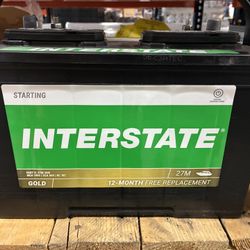 STARTING
INTERSTATE
27M
GOLD
12-MONTH FREE REPLACEMENT